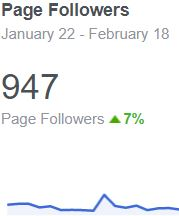 Page Followers
January 22 - February 18
947
Page Followers 7%